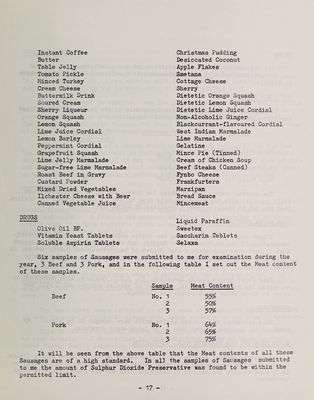 Instant Coffee Christmas Pudding
Butter Desiccated Coconut
Table Jelly Apple Flakes
Tomato Pickle Smetana
Minced Turkey Cottage Cheese
Cream Cheese Sherry
Buttermilk Drink Dietetic Orange Squash
Soured Cream Dietetic Lemon Squash
Sherry Liqueur Dietetic Lime Juice Cordial
Orange Squash Non-Alcoholic Ginger
Lemon Squash Blackcurrant-flavoured Cordial
Lime Juice Cordial West Indian Marmalade
Lemon Barley Lime Marmalade
Peppermint Cordial Gelatine
Grapefruit Squash Mince Pie (Tinned)
Lime Jelly Marmalade Cream of Chicken Soup
Sugar-free Lime Marmalade Beef Steaks (Canned)
Roast Beef in Gravy Fynbo Cheese
Custard Powder Frankfurters
Mixed Dried Vegetables Marzipan
Ilchester Cheese with Beer Bread Sauce
Canned Vegetable Juice Mincemeat
DRUGS
Liquid Paraffin
Olive Oil BP. Sweetex
Vitamin Yeast Tablets Saccharin Tablets
Soluble Aspirin Tablets Selaxa
Six samples of Sausages were submitted to me for examination during the
year, 3 Beef and 3 Pork, and in the following table I set out the Meat content
of these samples.
Sample Meat Content
Beef No. 1 55%
2 50%
3 57%
Pork No. 1 64%
2 65%
3 75%
It will be seen from the above table that the Meat contents of all these
Sausages are of a high standard. In all the samples of Sausages submitted
to me the amount of Sulphur Dioxide Preservative was found to be within the
permitted limit.
- 17 -